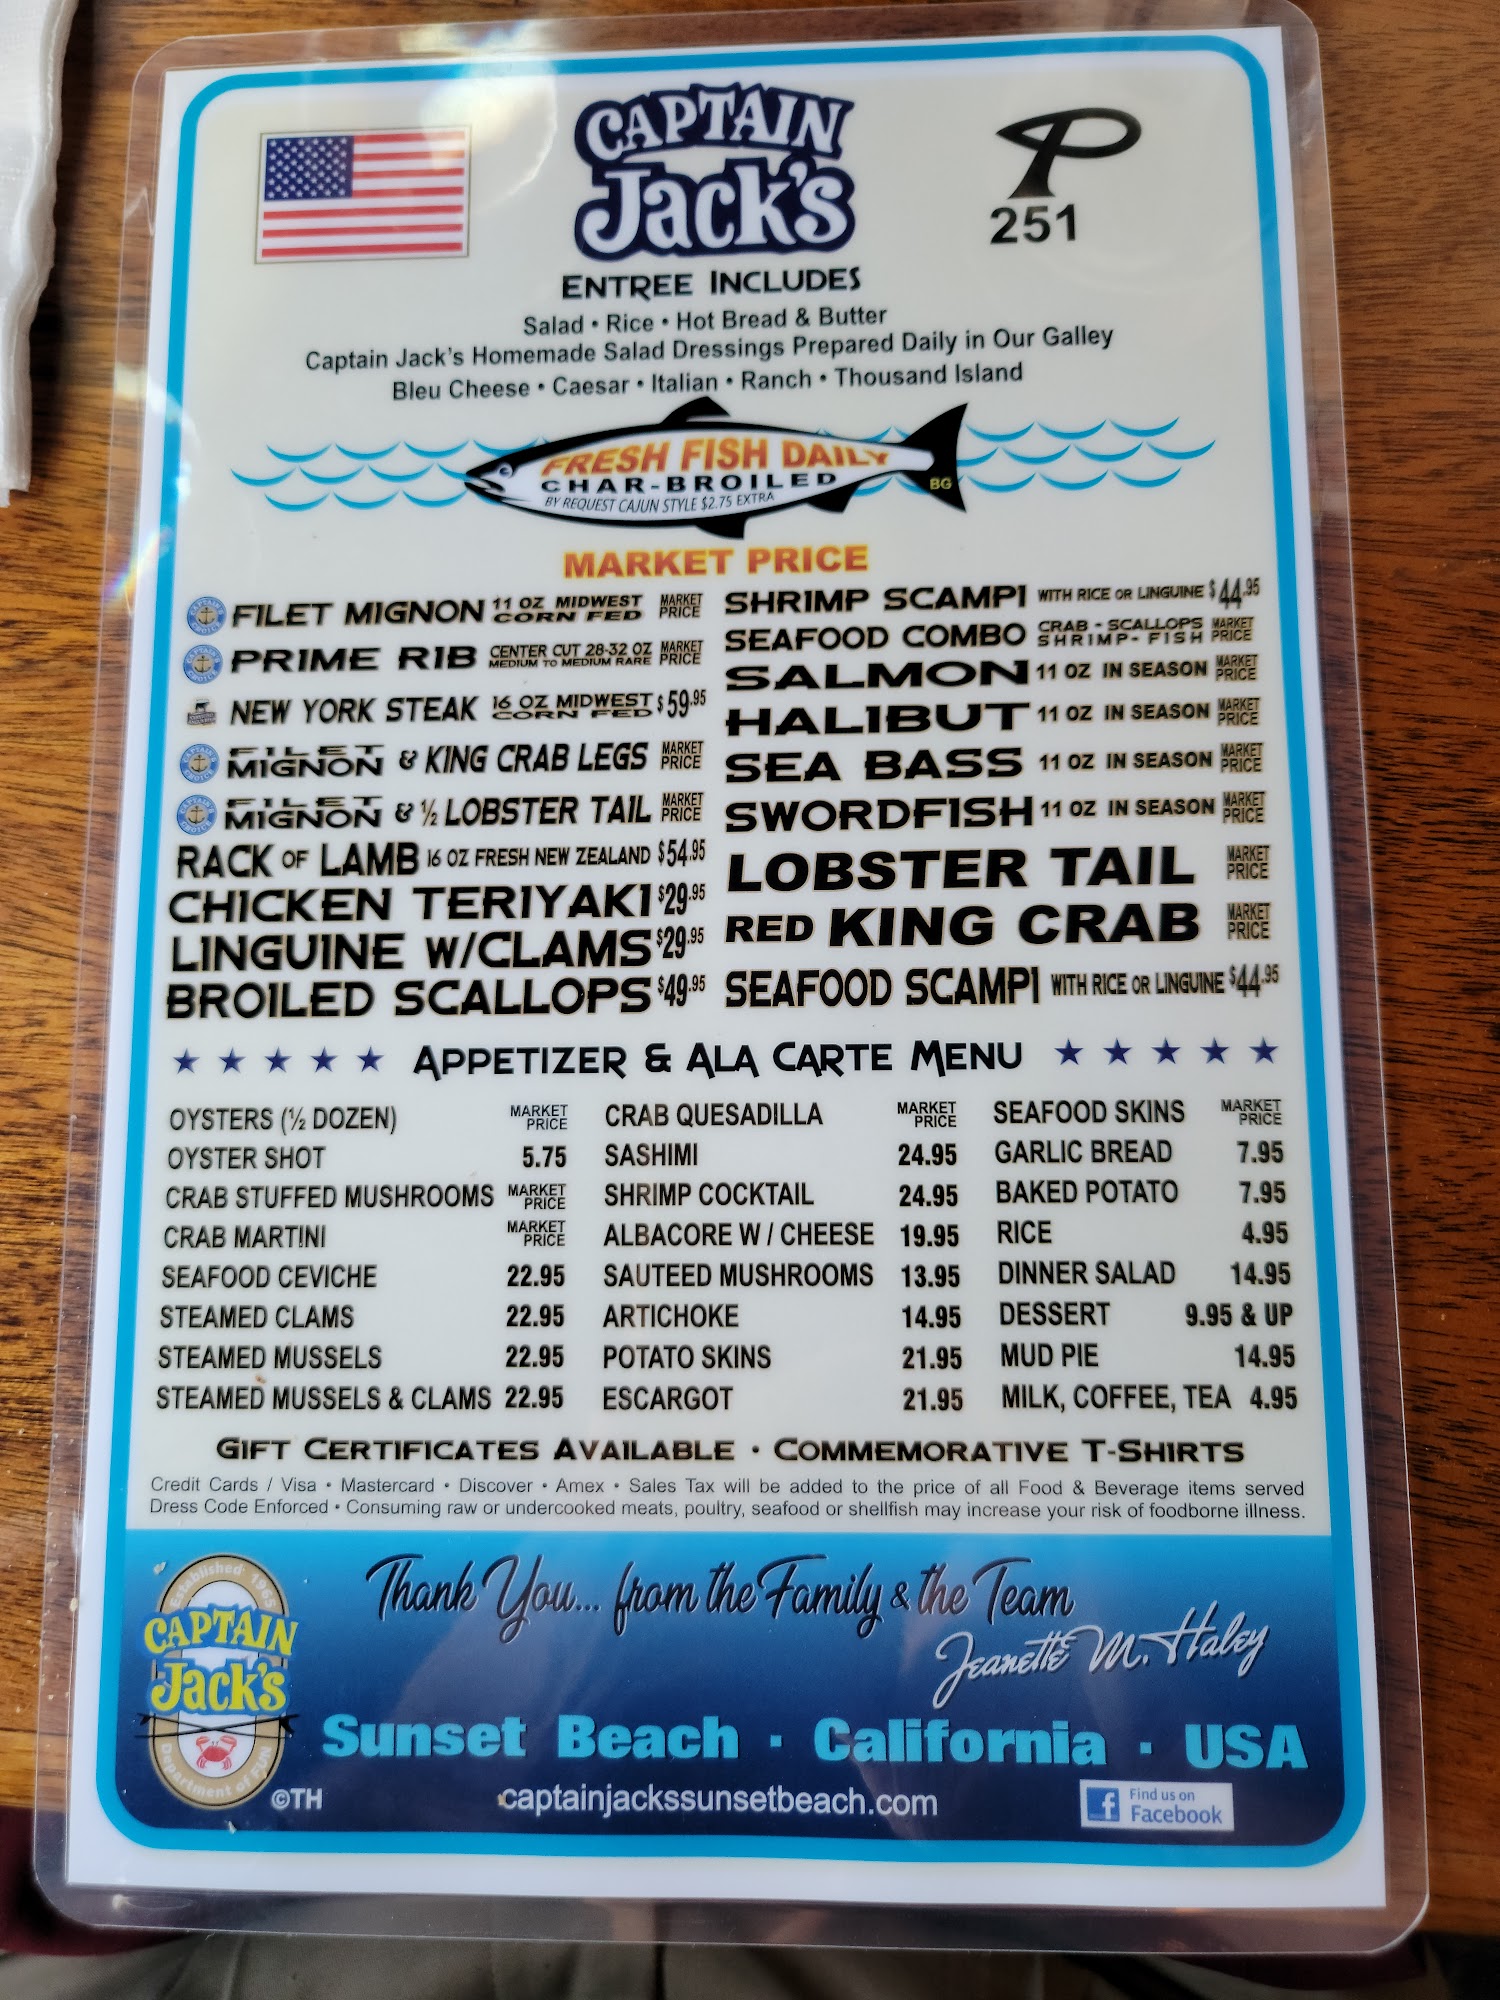 CAPTAIN
Jack's
P
251
ENTREE INCLUDES
Salad • Rice • Hot Bread & Butter
Captain Jack's Homemade Salad Dressings Prepared Daily in Our Galley
Bleu Cheese • Caesar • Italian • Ranch • Thousand Island
FRESH FISH DAILY
CHAR-BROILED
BY REQUEST CAJUN STYLE $2.75 EXTRA
BG
MARKET PRICE
FILET MIGNON 11 OZ MIDWEST CORN FED MARKET PRICE
PRIME RIB CENTER CUT 28-32 OZ MEDIUM TO MEDIUM RARE MARKET PRICE
NEW YORK STEAK 16 OZ MIDWEST CORN FED $59.95
FILET MIGNON & KING CRAB LEGS MARKET PRICE
FILET MIGNON & ½ LOBSTER TAIL MARKET PRICE
RACK OF LAMB 16 OZ FRESH NEW ZEALAND $54.95
CHICKEN TERIYAKI $29.95
LINGUINE W/CLAMS $29.95
BROILED SCALLOPS $49.95
SHRIMP SCAMPI WITH RICE OR LINGUINE $44.95
SEAFOOD COMBO CRAB - SCALLOPS SHRIMP - FISH MARKET PRICE
SALMON 11 OZ IN SEASON MARKET PRICE
HALIBUT 11 OZ IN SEASON MARKET PRICE
SEA BASS 11 OZ IN SEASON MARKET PRICE
SWORDFISH 11 OZ IN SEASON MARKET PRICE
LOBSTER TAIL MARKET PRICE
RED KING CRAB MARKET PRICE
SEAFOOD SCAMPI WITH RICE OR LINGUINE $44.95
APPETIZER & ALA CARTE MENU
OYSTERS (½ DOZEN) MARKET PRICE
OYSTER SHOT 5.75
CRAB STUFFED MUSHROOMS MARKET PRICE
CRAB MARTINI MARKET PRICE
SEAFOOD CEVICHE 22.95
STEAMED CLAMS 22.95
STEAMED MUSSELS 22.95
STEAMED MUSSELS & CLAMS 22.95
CRAB QUESADILLA MARKET PRICE
SASHIMI 24.95
SHRIMP COCKTAIL 24.95
ALBACORE W / CHEESE 19.95
SAUTEED MUSHROOMS 13.95
ARTICHOKE 14.95
POTATO SKINS 21.95
ESCARGOT 21.95
SEAFOOD SKINS MARKET PRICE
GARLIC BREAD 7.95
BAKED POTATO 7.95
RICE 4.95
DINNER SALAD 14.95
DESSERT 9.95 & UP
MUD PIE 14.95
MILK, COFFEE, TEA 4.95
GIFT CERTIFICATES AVAILABLE • COMMEMORATIVE T-SHIRTS
Credit Cards / Visa • Mastercard • Discover • Amex • Sales Tax will be added to the price of all Food & Beverage items served
Dress Code Enforced • Consuming raw or undercooked meats, poultry, seafood or shellfish may increase your risk of foodborne illness.
Thank You... from the Family & the Team
Jeanette M. Haley
Established 1965
CAPTAIN
Jack's
Department of FUN
©TH
Sunset Beach · California · USA
captainjackssunsetbeach.com
f Find us on
Facebook